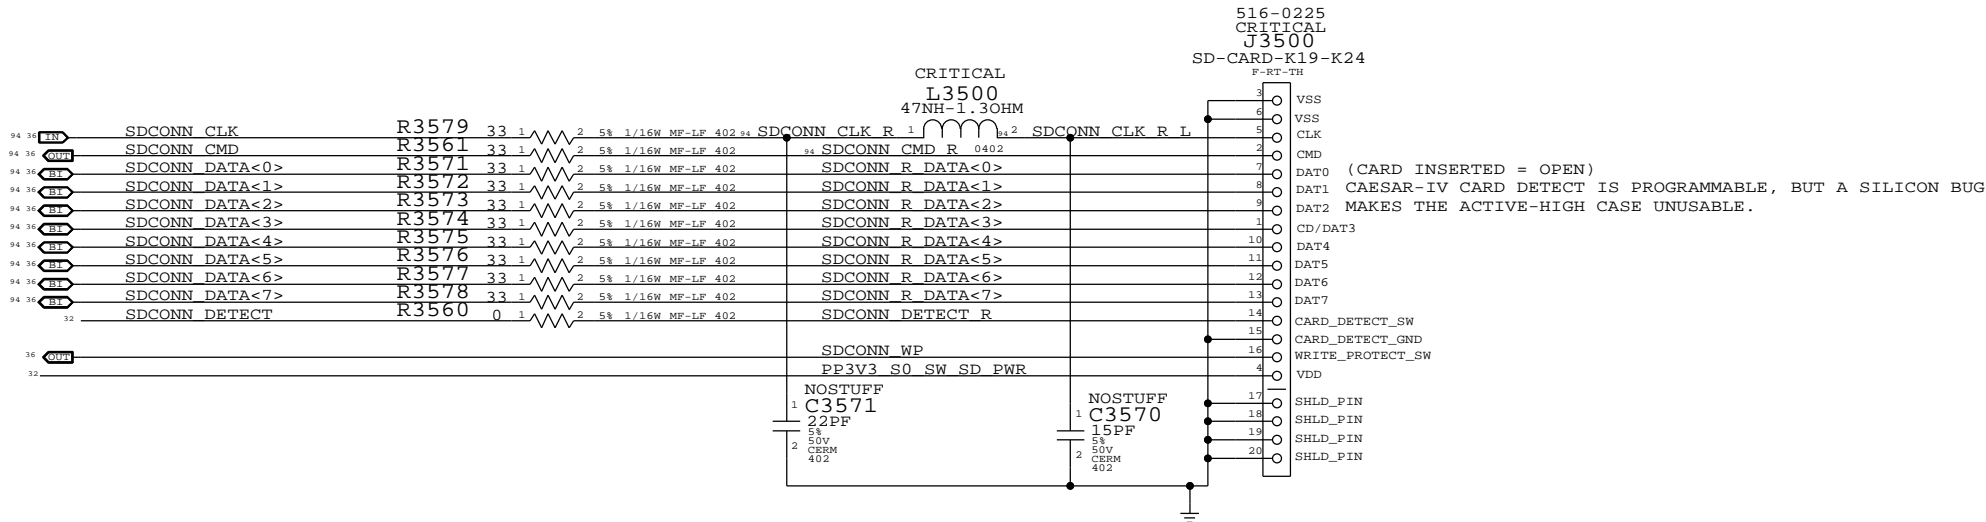 516-0225
CRITICAL
J3500
SD-CARD-K19-K24
F-RT-TH
CRITICAL
L3500
47NH-1.3OHM
94 36 IN SDCONN_CLK R3579 33 1 2 5% 1/16W MF-LF 402 94 SDCONN_CLK_R 1 94 2 SDCONN_CLK_R_L
0402
94 36 OUT SDCONN_CMD R3561 33 1 2 5% 1/16W MF-LF 402 94 SDCONN_CMD_R
94 36 BI SDCONN_DATA<0> R3571 33 1 2 5% 1/16W MF-LF 402 SDCONN_R_DATA<0>
94 36 BI SDCONN_DATA<1> R3572 33 1 2 5% 1/16W MF-LF 402 SDCONN_R_DATA<1>
94 36 BI SDCONN_DATA<2> R3573 33 1 2 5% 1/16W MF-LF 402 SDCONN_R_DATA<2>
94 36 BI SDCONN_DATA<3> R3574 33 1 2 5% 1/16W MF-LF 402 SDCONN_R_DATA<3>
94 36 BI SDCONN_DATA<4> R3575 33 1 2 5% 1/16W MF-LF 402 SDCONN_R_DATA<4>
94 36 BI SDCONN_DATA<5> R3576 33 1 2 5% 1/16W MF-LF 402 SDCONN_R_DATA<5>
94 36 BI SDCONN_DATA<6> R3577 33 1 2 5% 1/16W MF-LF 402 SDCONN_R_DATA<6>
94 36 BI SDCONN_DATA<7> R3578 33 1 2 5% 1/16W MF-LF 402 SDCONN_R_DATA<7>
32 SDCONN_DETECT R3560 0 1 2 5% 1/16W MF-LF 402 SDCONN_DETECT_R
36 OUT SDCONN_WP
32 PP3V3_S0_SW_SD_PWR
3 VSS
6 VSS
5 CLK
2 CMD
7 DAT0
8 DAT1
9 DAT2
1 CD/DAT3
10 DAT4
11 DAT5
12 DAT6
13 DAT7
14 CARD_DETECT_SW
15 CARD_DETECT_GND
16 WRITE_PROTECT_SW
4 VDD
17 SHLD_PIN
18 SHLD_PIN
19 SHLD_PIN
20 SHLD_PIN
(CARD INSERTED = OPEN)
CAESAR-IV CARD DETECT IS PROGRAMMABLE, BUT A SILICON BUG
MAKES THE ACTIVE-HIGH CASE UNUSABLE.
NOSTUFF
1 C3571
22PF
5%
2 50V
CERM
402
NOSTUFF
1 C3570
15PF
5%
2 50V
CERM
402